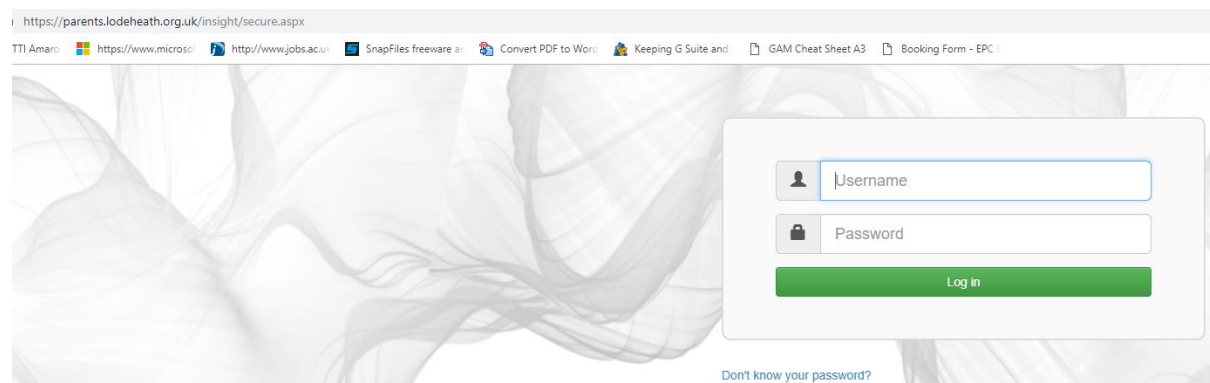 https://parents.lodeheath.org.uk/insight/secure.aspx
TTI Amaro https://www.microso http://www.jobs.ac.u SnapFiles freeware a Convert PDF to Word Keeping G Suite and GAM Cheat Sheet A3 Booking Form - EPC
Username
Password
Log in
Don't know your password?